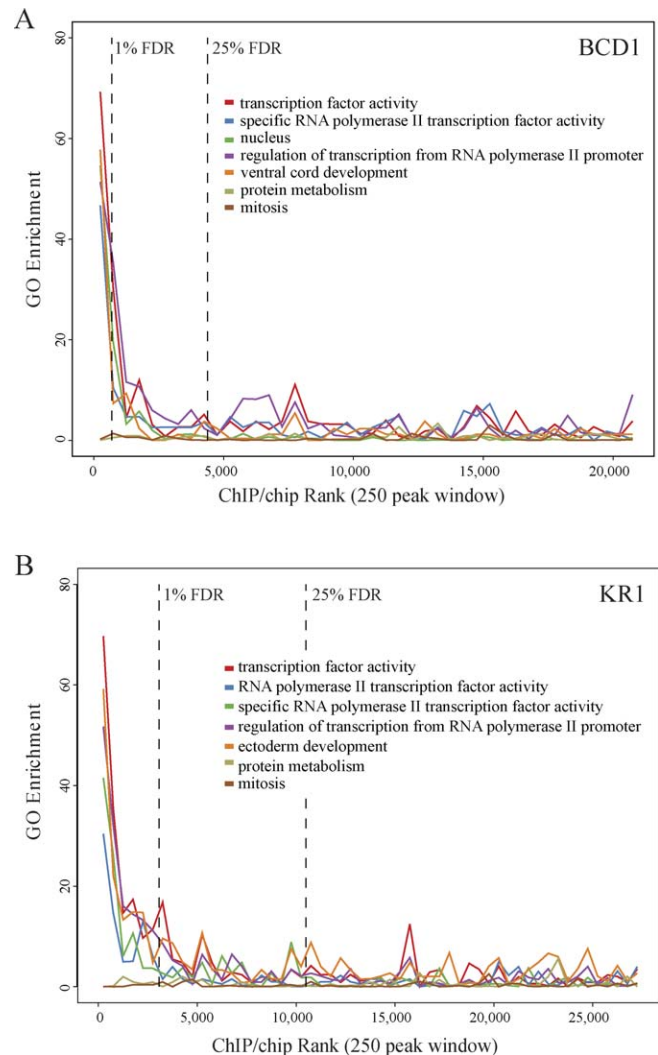 A
80
1% FDR
25% FDR
BCD1
transcription factor activity
specific RNA polymerase II transcription factor activity
nucleus
regulation of transcription from RNA polymerase II promoter
ventral cord development
protein metabolism
mitosis
60
40
20
0
GO Enrichment
0
5,000
10,000
15,000
20,000
ChIP/chip Rank (250 peak window)
B
80
1% FDR
25% FDR
KR1
transcription factor activity
RNA polymerase II transcription factor activity
specific RNA polymerase II transcription factor activity
regulation of transcription from RNA polymerase II promoter
ectoderm development
protein metabolism
mitosis
60
40
20
0
GO Enrichment
0
5,000
10,000
15,000
20,000
25,000
ChIP/chip Rank (250 peak window)